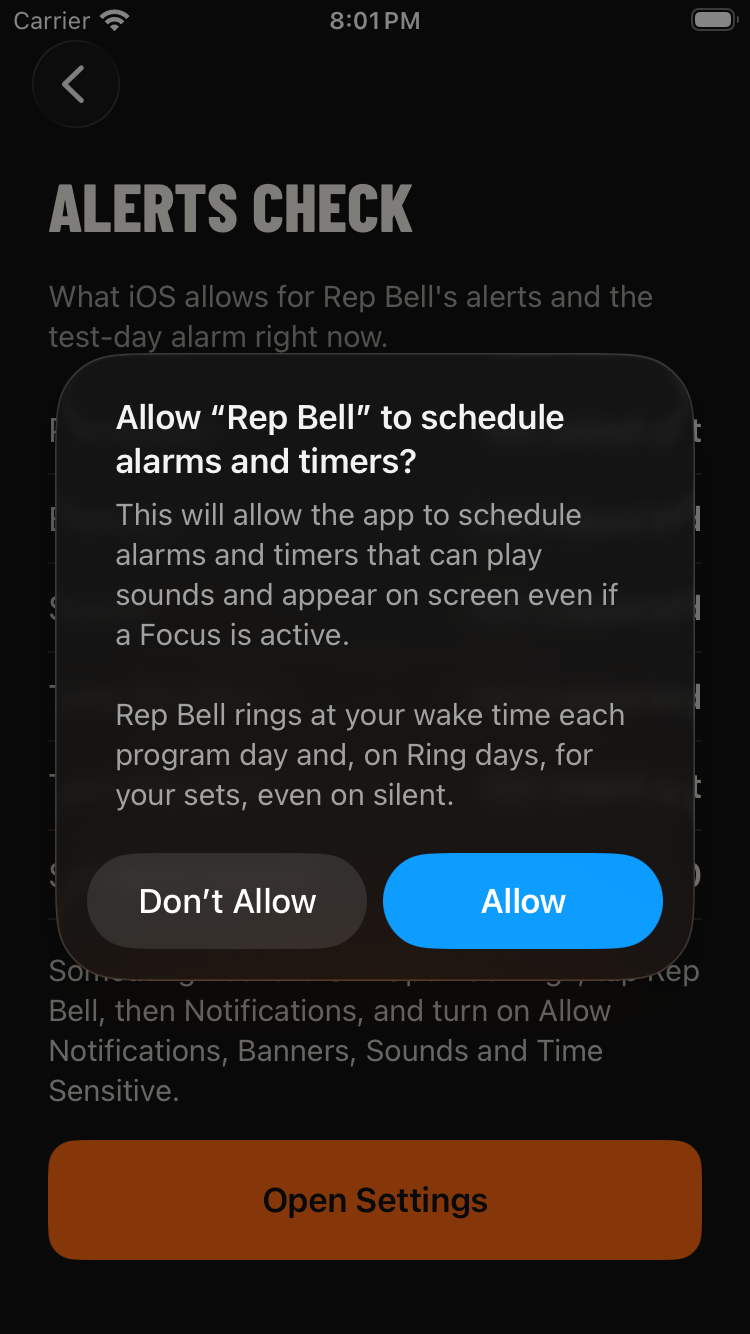 Carrier
8:01 PM
ALERTS CHECK
What iOS allows for Rep Bell's alerts and the
test-day alarm right now.
Allow “Rep Bell” to schedule
alarms and timers?
This will allow the app to schedule
alarms and timers that can play
sounds and appear on screen even if
a Focus is active.
Rep Bell rings at your wake time each
program day and, on Ring days, for
your sets, even on silent.
Don’t Allow
Allow
Rep
Bell, then Notifications, and turn on Allow
Notifications, Banners, Sounds and Time
Sensitive.
Open Settings